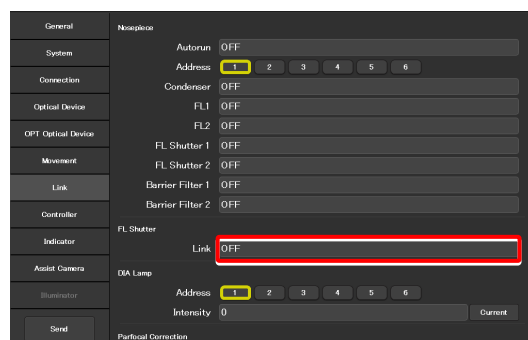 General
System
Connection
Optical Device
OPT Optical Device
Movement
Link
Controller
Indicator
Assist Camera
Illuminator
Send
Nosepiece
Autorun OFF
Address 1 2 3 4 5 6
Condenser OFF
FL1 OFF
FL2 OFF
FL Shutter 1 OFF
FL Shutter 2 OFF
Barrier Filter 1 OFF
Barrier Filter 2 OFF
FL Shutter
Link OFF
DIA Lamp
Address 1 2 3 4 5 6
Intensity 0 Current
Parfocal Correction